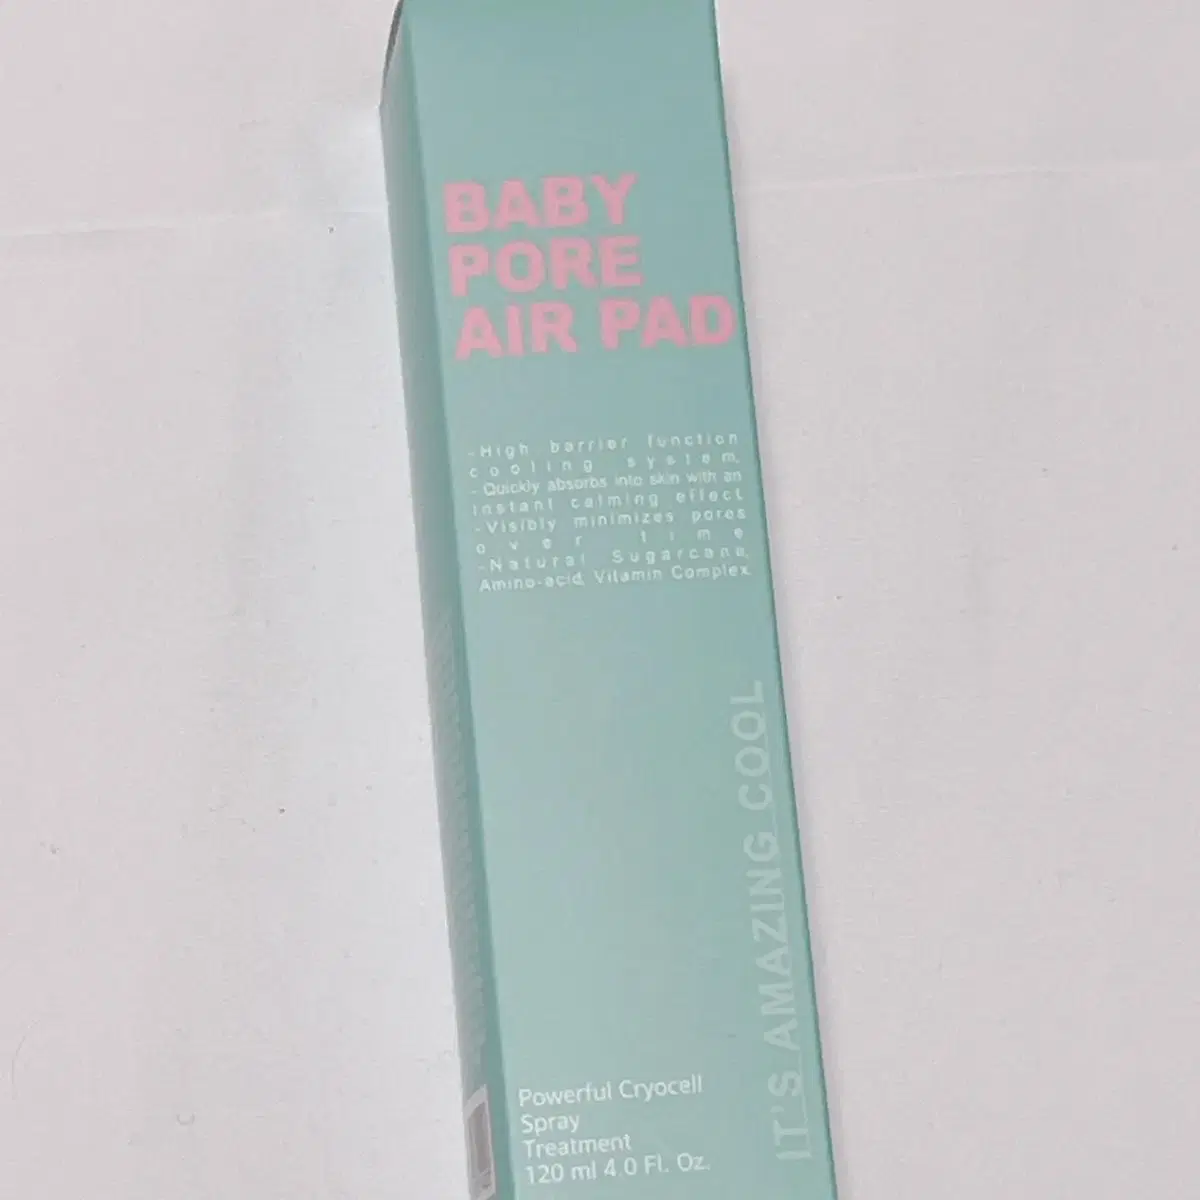 BABY
PORE
AIR PAD
-High barrier function
cooling system.
-Quickly absorbs into skin with an
instant calming effect
-Visibly minimizes pores
over time
-Natural Sugarcane,
Amino-acid, Vitamin Complex.
IT'S AMAZING COOL
Powerful Cryocell
Spray
Treatment
120 ml 4.0 Fl. Oz.